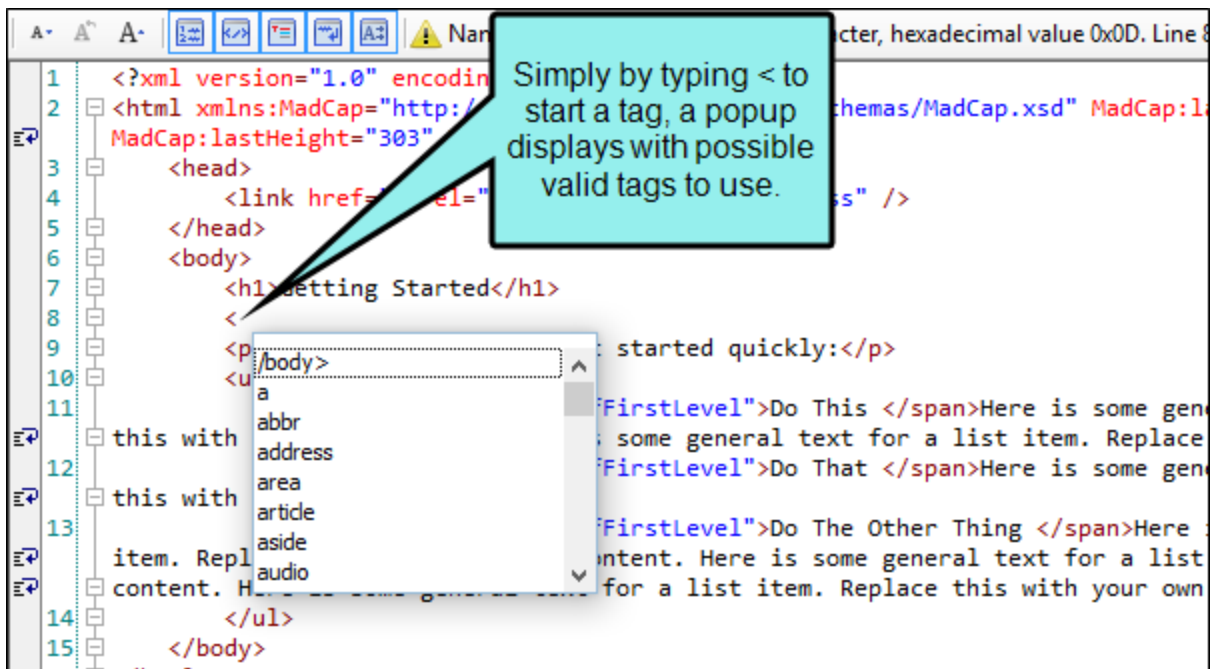 A- A^ A- Nam acter, hexadecimal value 0x0D. Line 8
Simply by typing < to
start a tag, a popup
displays with possible
valid tags to use.
1 <?xml version="1.0" encodin
2 <html xmlns:MadCap="http:/ hemas/MadCap.xsd" MadCap:la
MadCap:lastHeight="303"
3 <head>
4 <link href= el=" ss" />
5 </head>
6 <body>
7 <h1> etting Started</h1>
8 <
9 <p started quickly:</p>
10 <u
11 FirstLevel">Do This </span>Here is some gene
this with some general text for a list item. Replace
12 FirstLevel">Do That </span>Here is some gene
this with
13 FirstLevel">Do The Other Thing </span>Here
item. Repl ntent. Here is some general text for a list
content. for a list item. Replace this with your own
14 </ul>
15 </body>
/body>
a
abbr
address
area
article
aside
audio